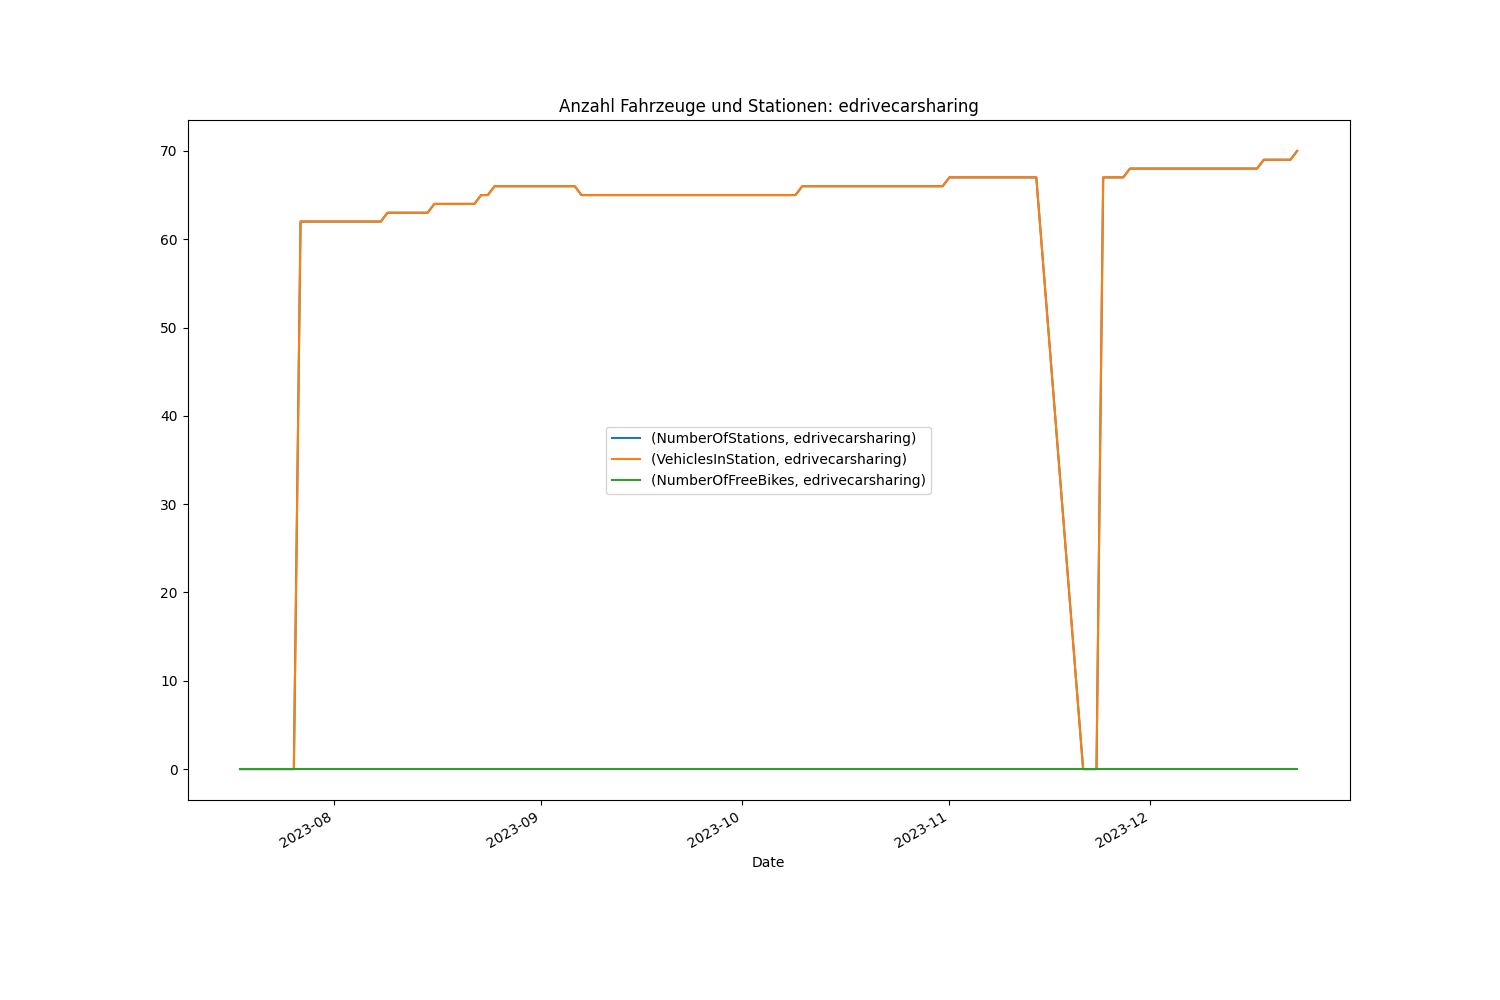 Anzahl Fahrzeuge und Stationen: edrivecarsharing
70
60
50
40
30
20
10
0
(NumberOfStations, edrivecarsharing)
(VehiclesInStation, edrivecarsharing)
(NumberOfFreeBikes, edrivecarsharing)
2023-08
2023-09
2023-10
2023-11
2023-12
Date